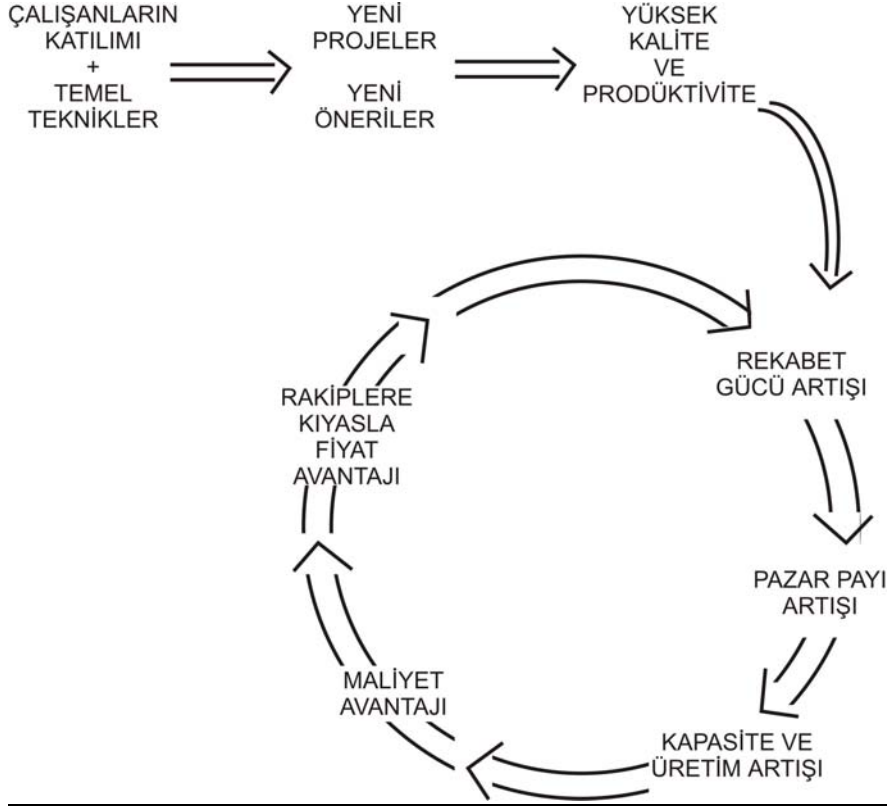 ÇALIŞANLARIN
KATILIMI
+
TEMEL
TEKNİKLER
YENİ
PROJELER
YENİ
ÖNERİLER
YÜKSEK
KALİTE
VE
PRODÜKTİVİTE
REKABET
GÜCÜ ARTIŞI
PAZAR PAYI
ARTIŞI
KAPASİTE VE
ÜRETİM ARTIŞI
MALİYET
AVANTAJI
RAKİPLERE
KIYASLA
FİYAT
AVANTAJI